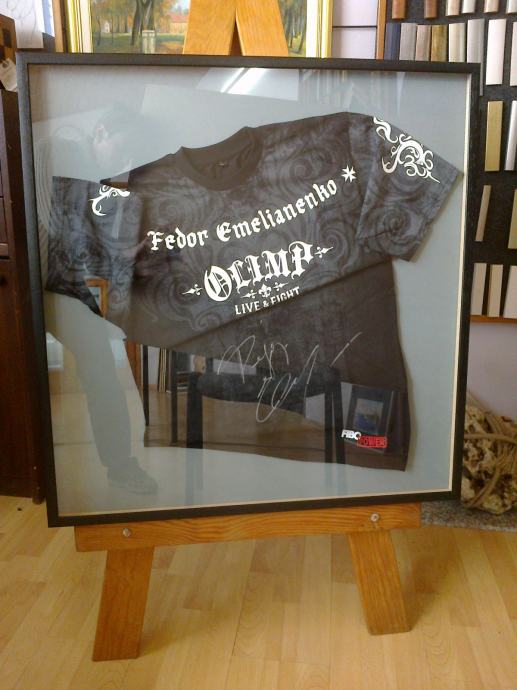 Fedor Emelianenko
OLIMP
LIVE & FIGHT
FIBO
POWER